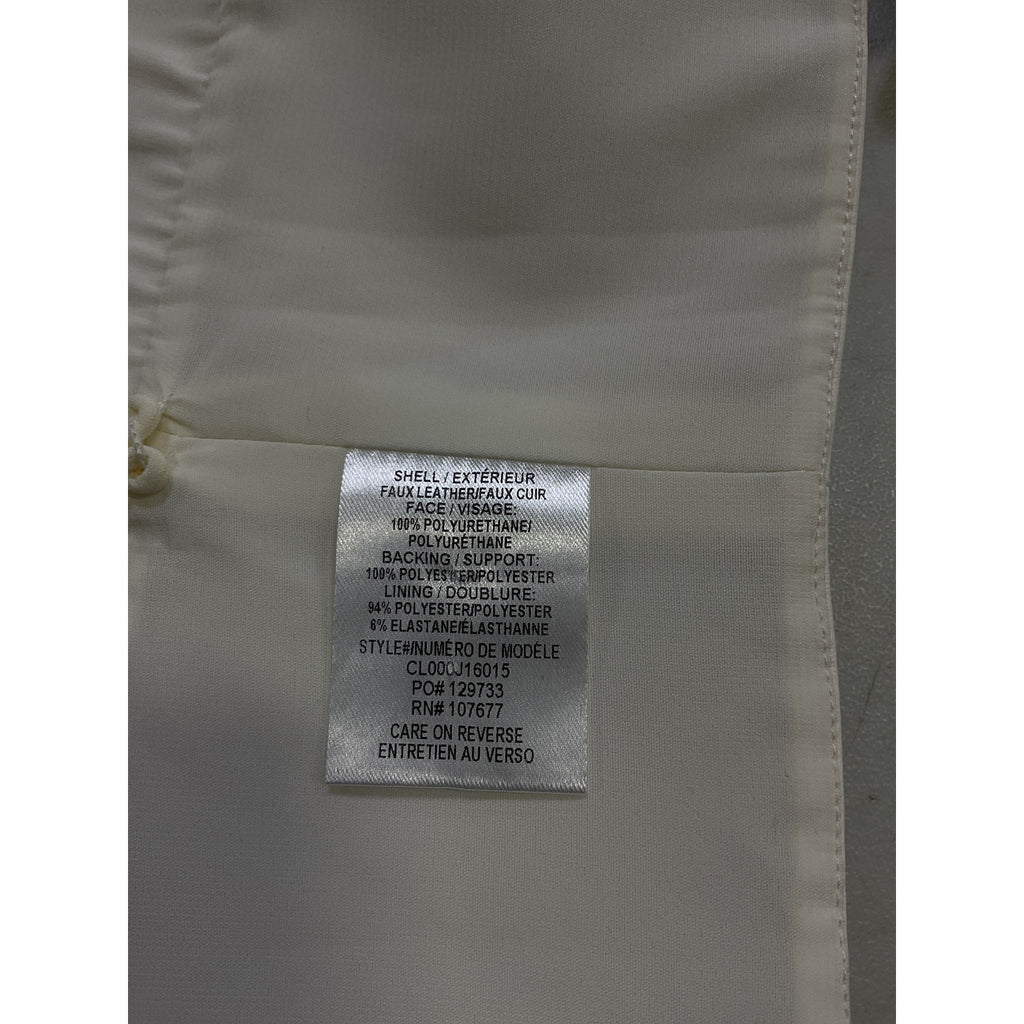 SHELL / EXTÉRIEUR
FAUX LEATHER/FAUX CUIR
FACE / VISAGE:
100% POLYURETHANE/
POLYURÉTHANE
BACKING / SUPPORT:
100% POLYESTER/POLYESTER
LINING / DOUBLURE:
94% POLYESTER/POLYESTER
6% ELASTANE/ÉLASTHANNE
STYLE#/NUMÉRO DE MODÉLE
CL000J16015
PO# 129733
RN# 107677
CARE ON REVERSE
ENTRETIEN AU VERSO